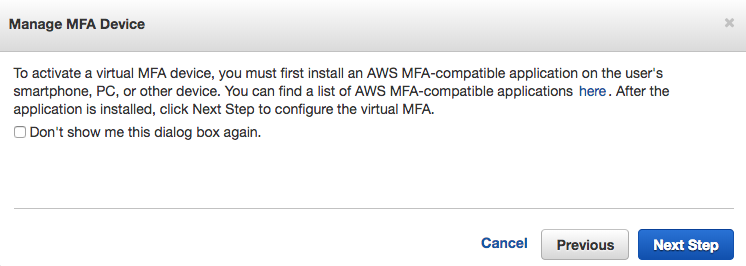 Manage MFA Device
To activate a virtual MFA device, you must first install an AWS MFA-compatible application on the user's
smartphone, PC, or other device. You can find a list of AWS MFA-compatible applications here. After the
application is installed, click Next Step to configure the virtual MFA.
Don't show me this dialog box again.
Cancel Previous Next Step